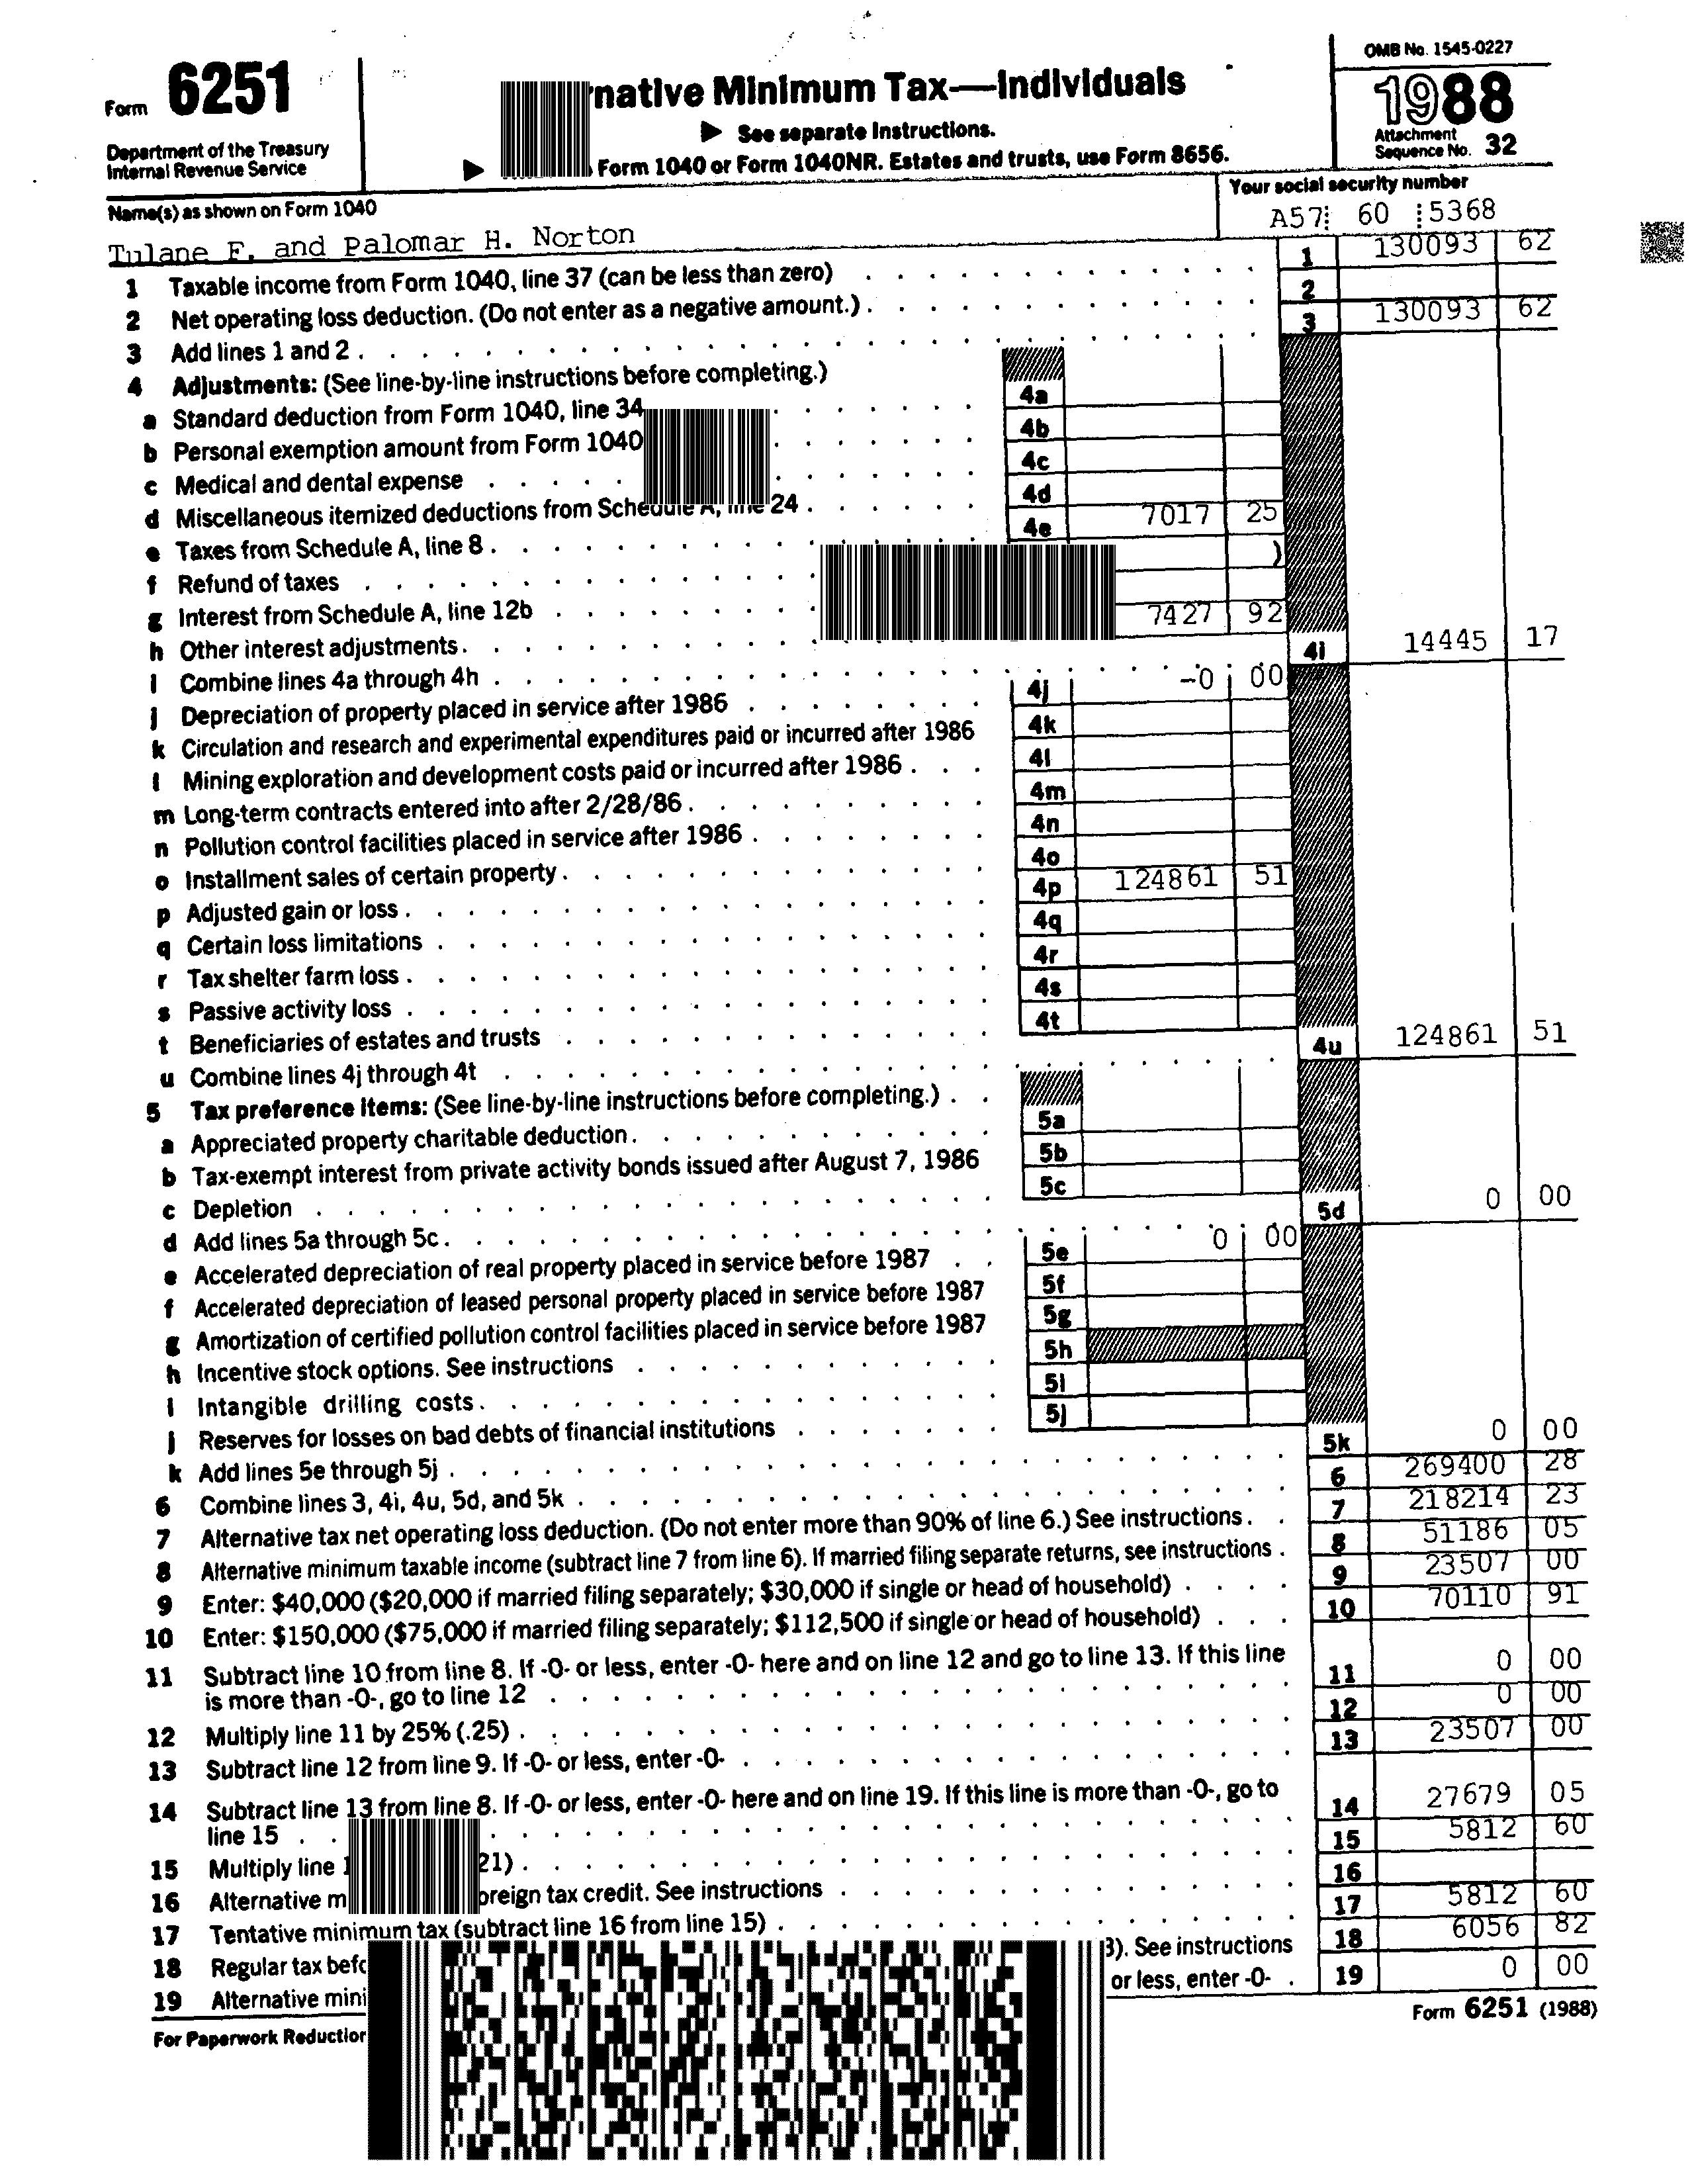 Form 6251
Department of the Treasury
Internal Revenue Service
native Minimum Tax—Individuals
▶ See separate Instructions.
▶ Form 1040 or Form 1040NR. Estates and trusts, use Form 8656.
OMB No. 1545-0227
1988
Attachment
Sequence No. 32
Name(s) as shown on Form 1040
Tulane F. and Palomar H. Norton
Your social security number
A57 60 5368
1 Taxable income from Form 1040, line 37 (can be less than zero) 1 130093 62
2 Net operating loss deduction. (Do not enter as a negative amount.) 2
3 Add lines 1 and 2 3 130093 62
4 Adjustments: (See line-by-line instructions before completing.)
a Standard deduction from Form 1040, line 34 4a
b Personal exemption amount from Form 1040 4b
c Medical and dental expense 4c
d Miscellaneous itemized deductions from Schedule A, line 24 4d
e Taxes from Schedule A, line 8 4e 7017 25
f Refund of taxes )
g Interest from Schedule A, line 12b 7427 92
h Other interest adjustments
i Combine lines 4a through 4h 4i 14445 17
j Depreciation of property placed in service after 1986 4j -0 00
k Circulation and research and experimental expenditures paid or incurred after 1986 4k
l Mining exploration and development costs paid or incurred after 1986 4l
m Long-term contracts entered into after 2/28/86 4m
n Pollution control facilities placed in service after 1986 4n
o Installment sales of certain property 4o
p Adjusted gain or loss 4p 124861 51
q Certain loss limitations 4q
r Tax shelter farm loss 4r
s Passive activity loss 4s
t Beneficiaries of estates and trusts 4t
u Combine lines 4j through 4t 4u 124861 51
5 Tax preference items: (See line-by-line instructions before completing.)
a Appreciated property charitable deduction 5a
b Tax-exempt interest from private activity bonds issued after August 7, 1986 5b
c Depletion 5c
d Add lines 5a through 5c 5d 0 00
e Accelerated depreciation of real property placed in service before 1987 5e 0 00
f Accelerated depreciation of leased personal property placed in service before 1987 5f
g Amortization of certified pollution control facilities placed in service before 1987 5g
h Incentive stock options. See instructions 5h
i Intangible drilling costs 5i
j Reserves for losses on bad debts of financial institutions 5j
k Add lines 5e through 5j 5k 0 00
6 Combine lines 3, 4i, 4u, 5d, and 5k 6 269400 28
7 Alternative tax net operating loss deduction. (Do not enter more than 90% of line 6.) See instructions 7 218214 23
8 Alternative minimum taxable income (subtract line 7 from line 6). If married filing separate returns, see instructions 8 51186 05
9 Enter: $40,000 ($20,000 if married filing separately; $30,000 if single or head of household) 9 23507 00
10 Enter: $150,000 ($75,000 if married filing separately; $112,500 if single or head of household) 10 70110 91
11 Subtract line 10 from line 8. If -0- or less, enter -0- here and on line 12 and go to line 13. If this line
is more than -0-, go to line 12 11 0 00
12 Multiply line 11 by 25% (.25) 12 0 00
13 Subtract line 12 from line 9. If -0- or less, enter -0- 13 23507 00
14 Subtract line 13 from line 8. If -0- or less, enter -0- here and on line 19. If this line is more than -0-, go to
line 15 14 27679 05
15 Multiply line 1 21) 15 5812 60
16 Alternative m oreign tax credit. See instructions 16
17 Tentative minimum tax (subtract line 16 from line 15) 17 5812 60
18 Regular tax befo 3). See instructions 18 6056 82
19 Alternative mini or less, enter -0- 19 0 00
For Paperwork Reduction
Form 6251 (1988)